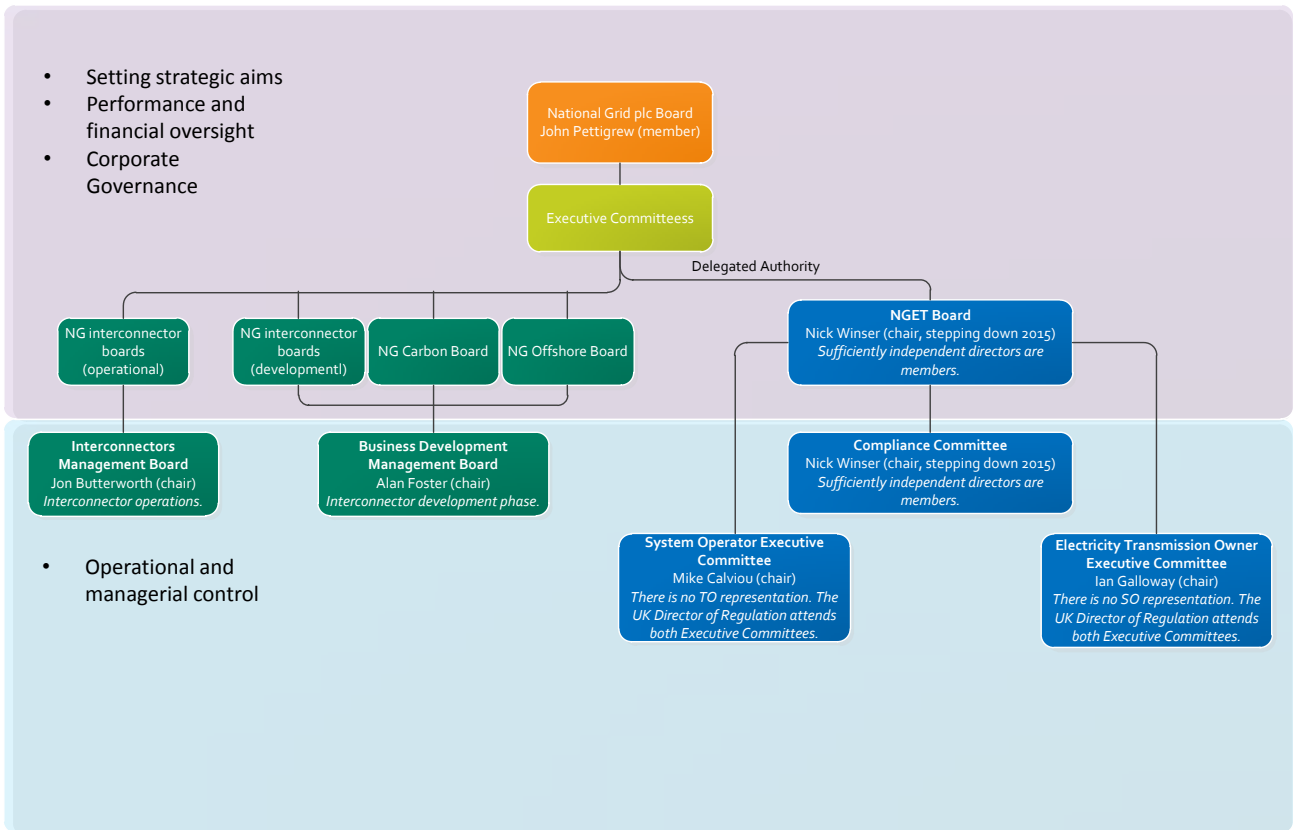 • Setting strategic aims
• Performance and
financial oversight
• Corporate
Governance
National Grid plc Board
John Pettigrew (member)
Executive Committeess
Delegated Authority
NG interconnector
boards
(operational)
NG interconnector
boards
(developmentl)
NG Carbon Board
NG Offshore Board
NGET Board
Nick Winser (chair, stepping down 2015)
Sufficiently independent directors are
members.
Interconnectors
Management Board
Jon Butterworth (chair)
Interconnector operations.
Business Development
Management Board
Alan Foster (chair)
Interconnector development phase.
Compliance Committee
Nick Winser (chair, stepping down 2015)
Sufficiently independent directors are
members.
• Operational and
managerial control
System Operator Executive
Committee
Mike Calviou (chair)
There is no TO representation. The
UK Director of Regulation attends
both Executive Committees.
Electricity Transmission Owner
Executive Committee
Ian Galloway (chair)
There is no SO representation. The
UK Director of Regulation attends
both Executive Committees.